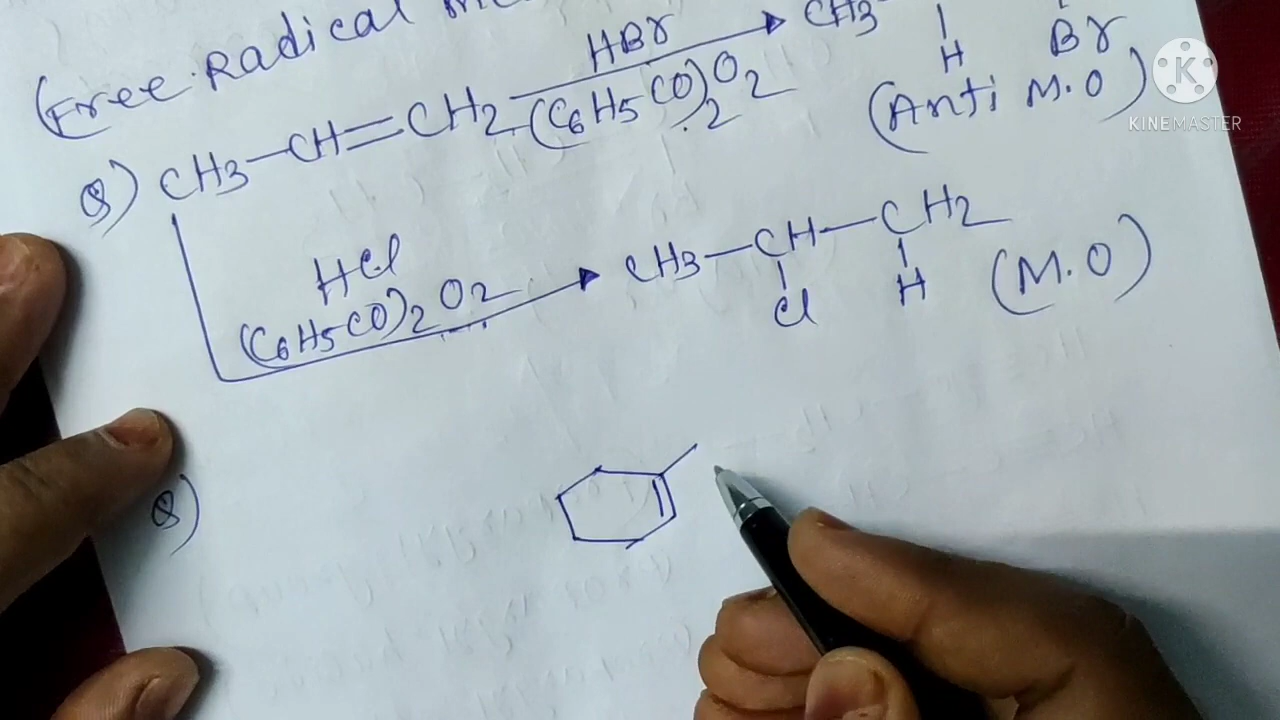 (Free Radical
Q) CH3—CH=CH2 HBr (C6H5CO)2O2 CH3
H Br
(Anti M.O)
HCl (C6H5CO)2O2 CH3—CH—CH2
Cl H (M.O)
Q)
K
KINEMASTER